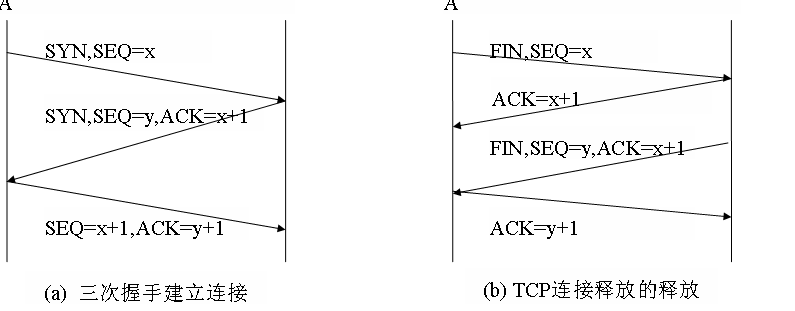 A
SYN,SEQ=x
SYN,SEQ=y,ACK=x+1
SEQ=x+1,ACK=y+1
(a) 三次握手建立连接
A
FIN,SEQ=x
ACK=x+1
FIN,SEQ=y,ACK=x+1
ACK=y+1
(b) TCP连接释放的释放